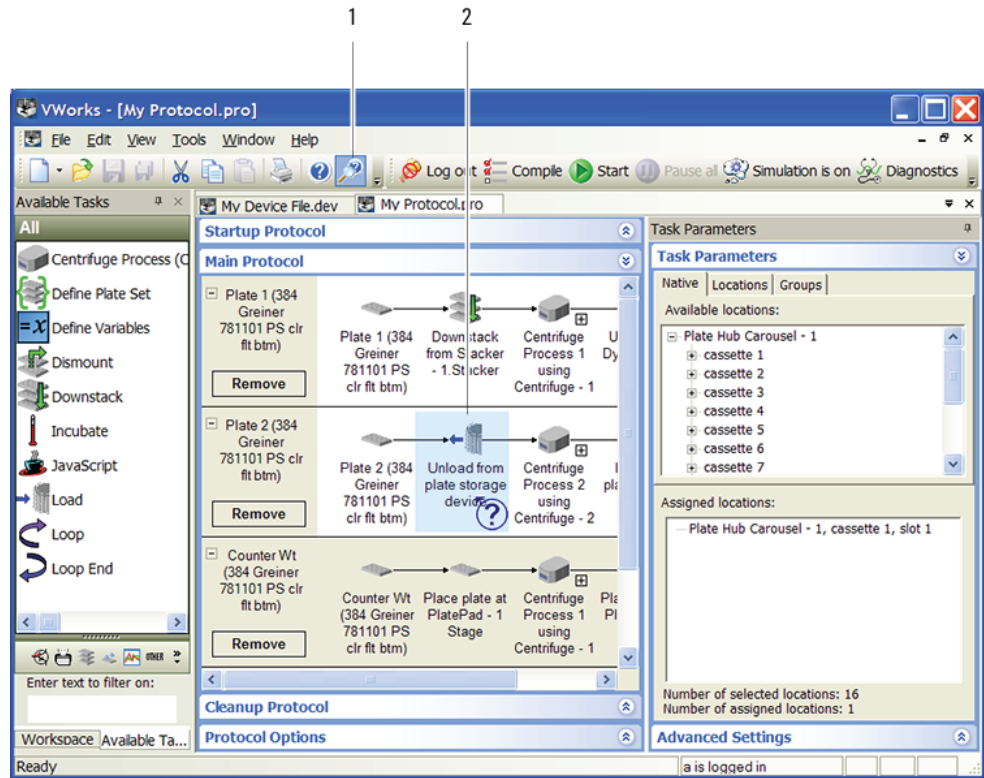 1 2
VWorks - [My Protocol.pro]
File Edit View Tools Window Help
Log out Compile Start Pause all Simulation is on Diagnostics
Available Tasks
All
Centrifuge Process (C
Define Plate Set
=x Define Variables
Dismount
Downstack
Incubate
JavaScript
Load
Loop
Loop End
OTHER
Enter text to filter on:
Workspace Available Ta...
My Device File.dev My Protocol.pro
Startup Protocol
Main Protocol
Plate 1 (384
Greiner
781101 PS clr
flt btm)
Remove
Plate 1 (384
Greiner
781101 PS
clr flt btm)
Downstack
from Stacker
- 1.Stacker
Centrifuge
Process 1
using
Centrifuge - 1
U
Dy
Plate 2 (384
Greiner
781101 PS clr
flt btm)
Remove
Plate 2 (384
Greiner
781101 PS
clr flt btm)
Unload from
plate storage
device
?
Centrifuge
Process 2
using
Centrifuge - 2
pla
Counter Wt
(384 Greiner
781101 PS clr
flt btm)
Remove
Counter Wt
(384 Greiner
781101 PS
clr flt btm)
Place plate at
PlatePad - 1
Stage
Centrifuge
Process 1
using
Centrifuge - 1
Pla
Pl
Cleanup Protocol
Protocol Options
Task Parameters
Task Parameters
Native Locations Groups
Available locations:
Plate Hub Carousel - 1
cassette 1
cassette 2
cassette 3
cassette 4
cassette 5
cassette 6
cassette 7
Assigned locations:
Plate Hub Carousel - 1, cassette 1, slot 1
Number of selected locations: 16
Number of assigned locations: 1
Advanced Settings
Ready
a is logged in